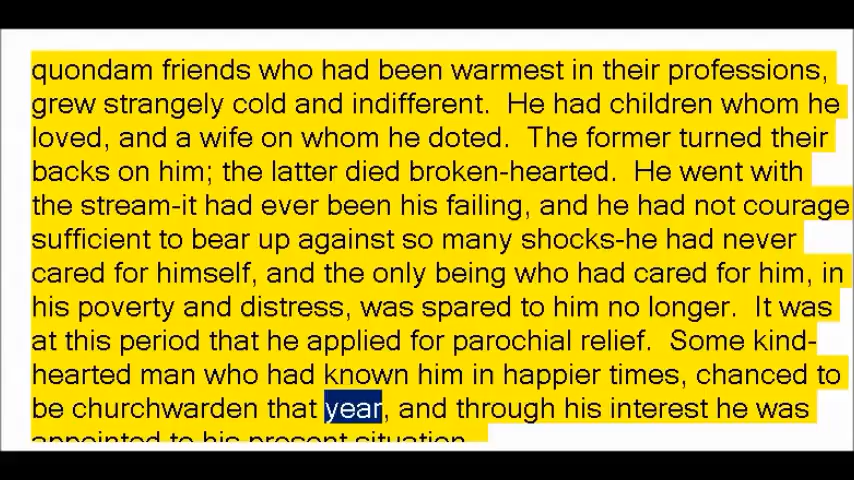 quondam friends who had been warmest in their professions,
grew strangely cold and indifferent.  He had children whom he
loved, and a wife on whom he doted.  The former turned their
backs on him; the latter died broken-hearted.  He went with
the stream-it had ever been his failing, and he had not courage
sufficient to bear up against so many shocks-he had never
cared for himself, and the only being who had cared for him, in
his poverty and distress, was spared to him no longer.  It was
at this period that he applied for parochial relief.  Some kind-
hearted man who had known him in happier times, chanced to
be churchwarden that year, and through his interest he was
appointed to his present situation.